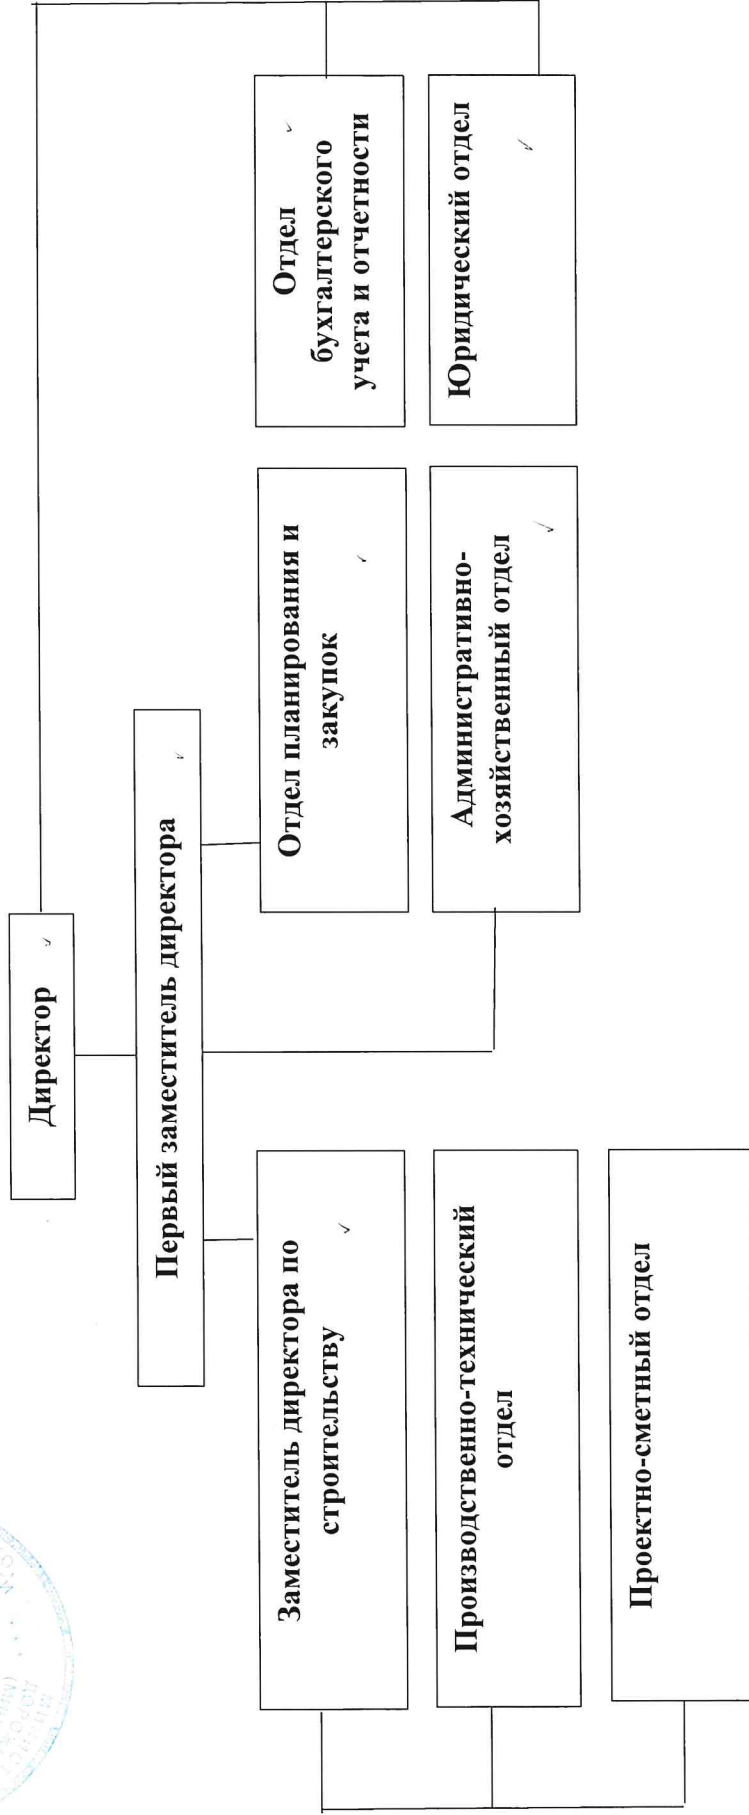 Директор
Первый заместитель директора
Заместитель директора по
строительству
Отдел планирования и
закупок
Отдел
бухгалтерского
учета и отчетности
Производственно-технический
отдел
Административно-
хозяйственный отдел
Юридический отдел
Проектно-сметный отдел